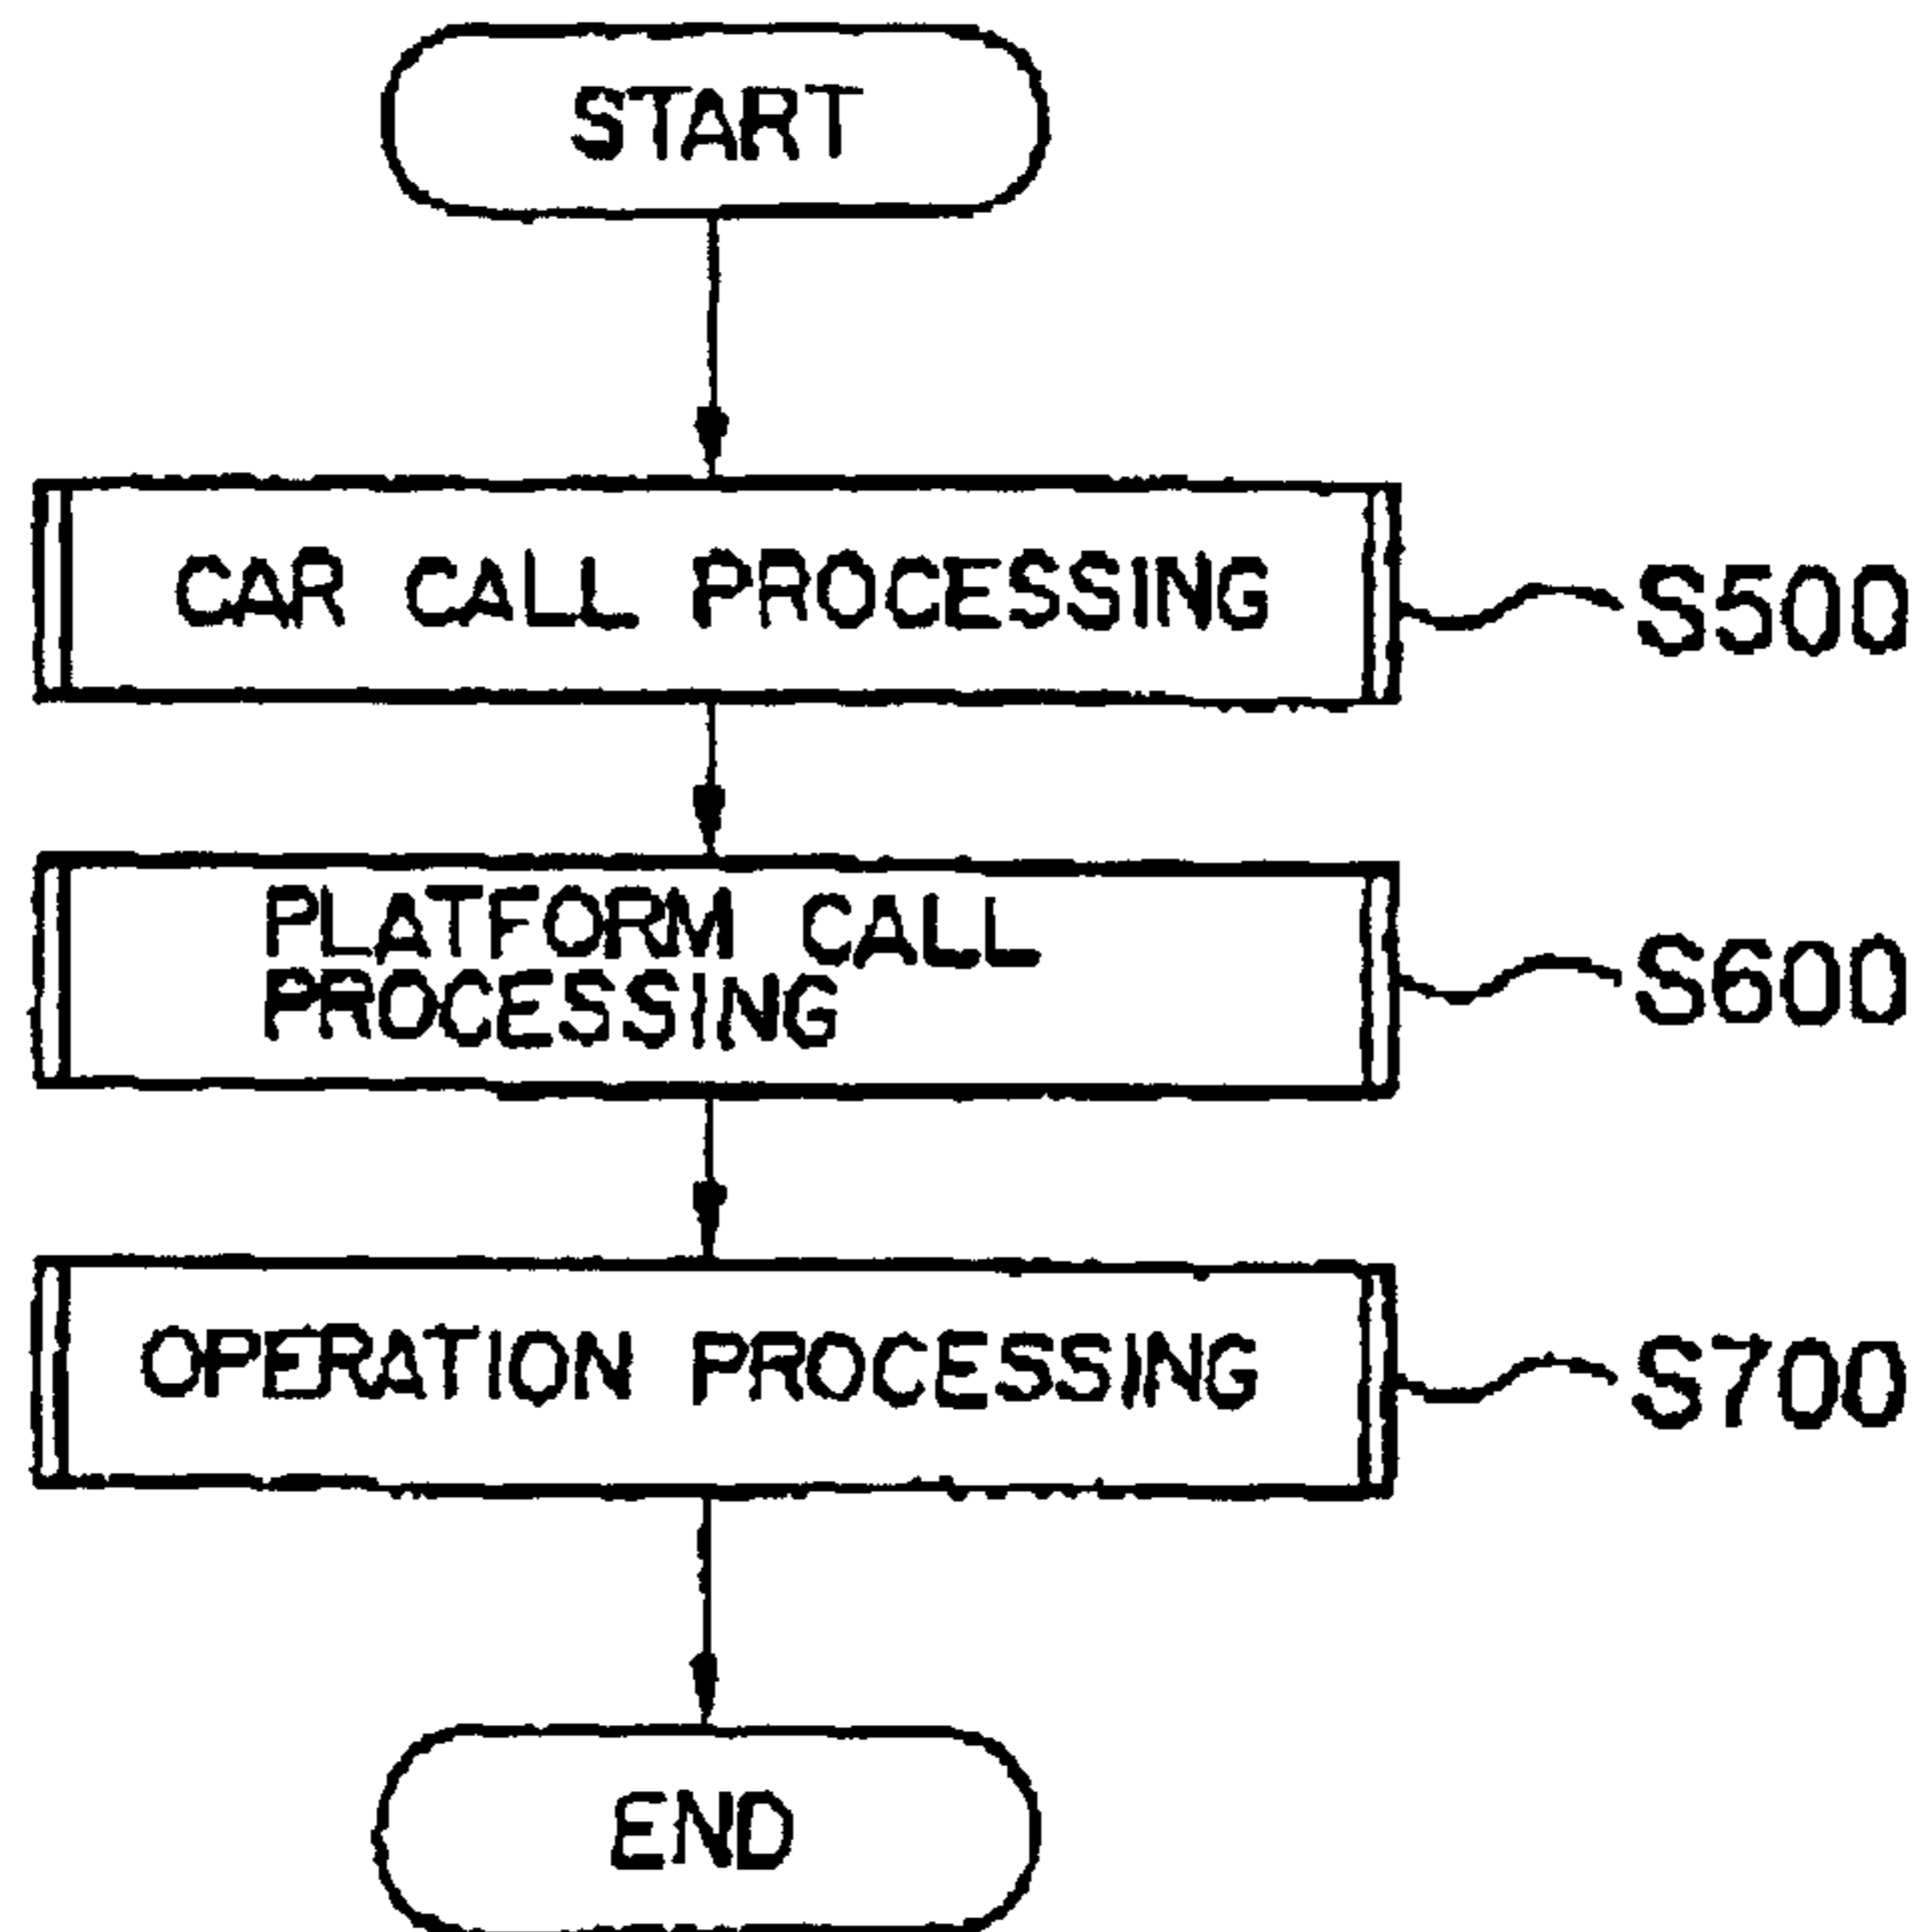 START
CAR CALL PROCESSING
S500
PLATFORM CALL
PROCESSING
S600
OPERATION PROCESSING
S700
END